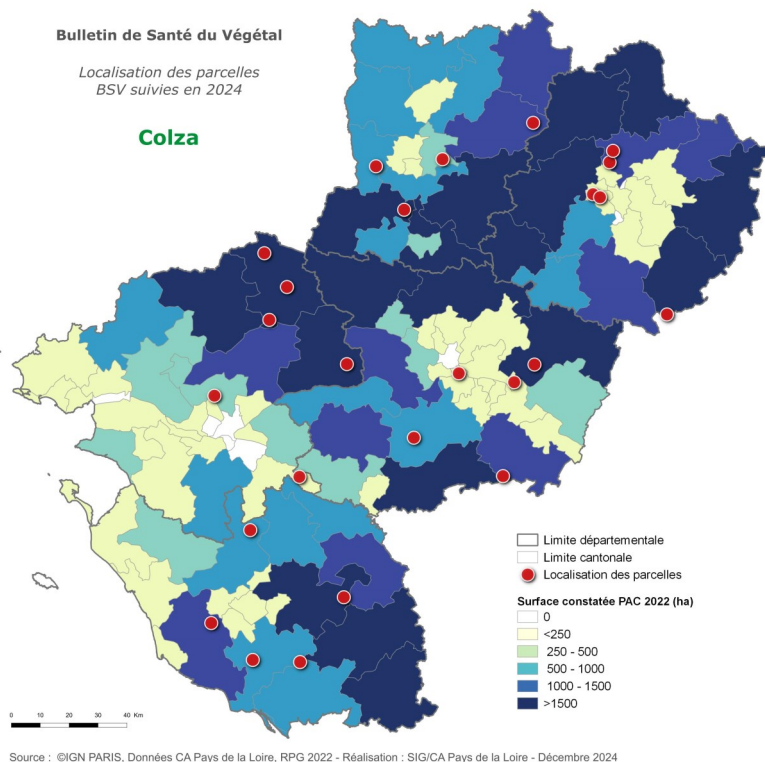 Bulletin de Santé du Végétal
Localisation des parcelles
BSV suivies en 2024
Colza
Limite départementale
Limite cantonale
Localisation des parcelles
Surface constatée PAC 2022 (ha)
0
<250
250 - 500
500 - 1000
1000 - 1500
>1500
0 10 20 30 40 Km
Source : ©IGN PARIS, Données CA Pays de la Loire, RPG 2022 - Réalisation : SIG/CA Pays de la Loire - Décembre 2024